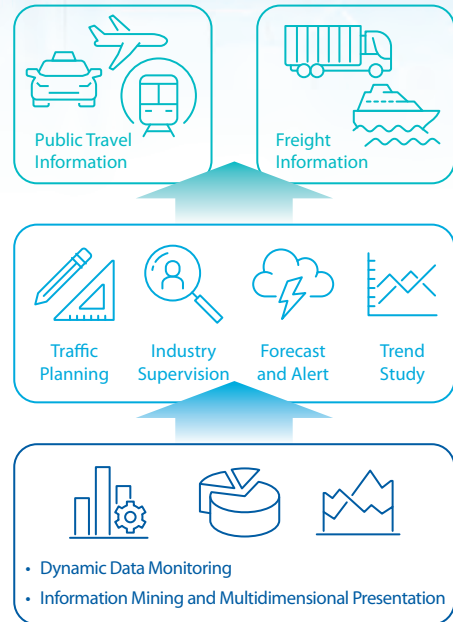 Public Travel
Information
Freight
Information
Traffic
Planning
Industry
Supervision
Forecast
and Alert
Trend
Study
• Dynamic Data Monitoring
• Information Mining and Multidimensional Presentation